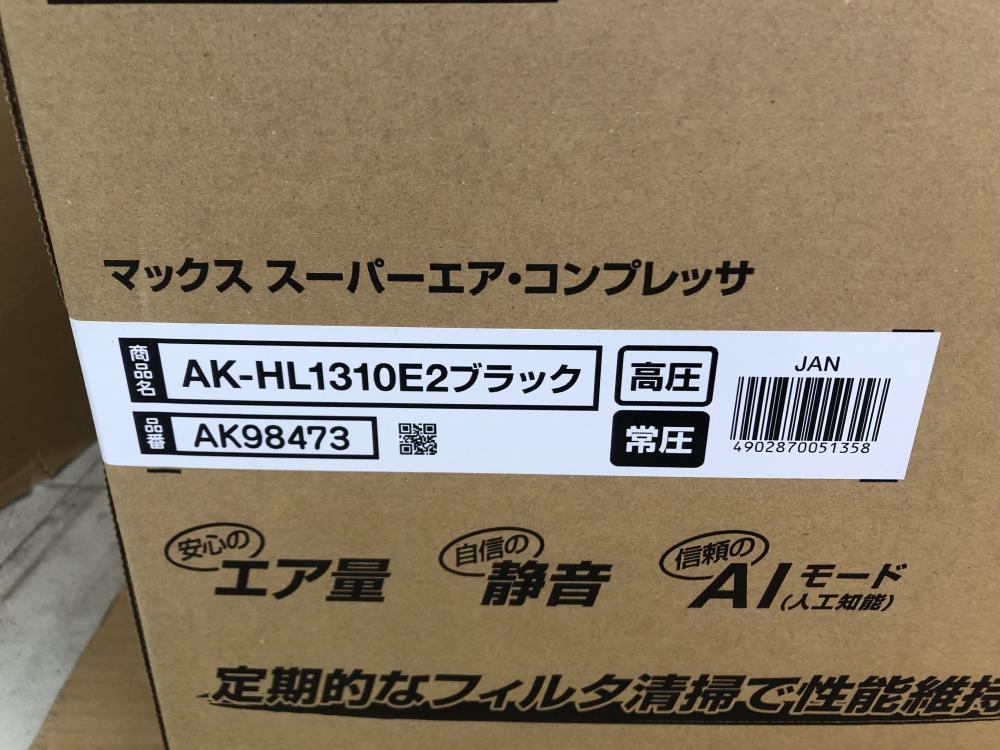 マックス スーパーエア・コンプレッサ
商品名 AK-HL1310E2ブラック 高圧
JAN
品番 AK98473 常圧
4902870051358
安心の 自信の 信頼の
エア量 静音 AIモード
(人工知能)
定期的なフィルタ清掃で性能維持